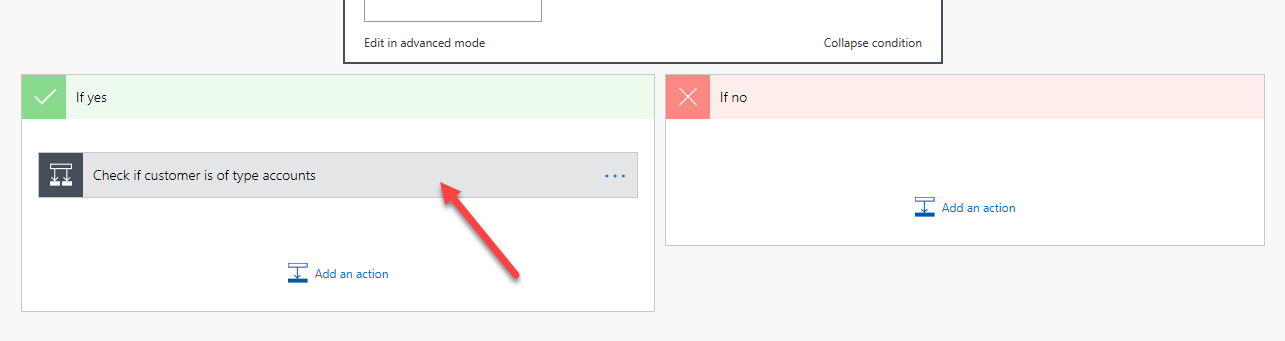 Edit in advanced mode
Collapse condition
If yes
If no
Check if customer is of type accounts
...
Add an action
Add an action